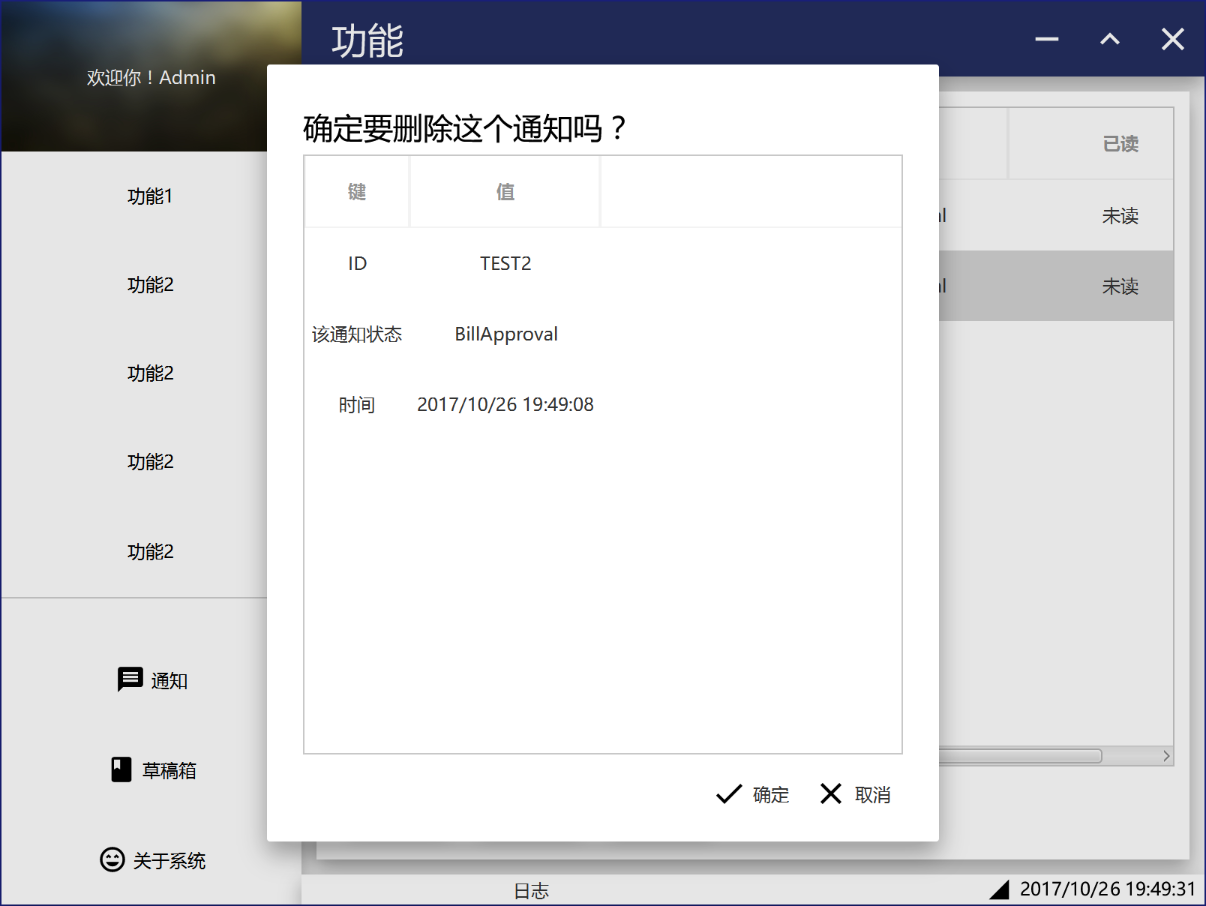 功能
欢迎你！Admin
功能1
功能2
功能2
功能2
功能2
通知
草稿箱
关于系统
确定要删除这个通知吗？
键 值
ID TEST2
该通知状态 BillApproval
时间 2017/10/26 19:49:08
确定 取消
已读
al 未读
al 未读
日志 2017/10/26 19:49:31